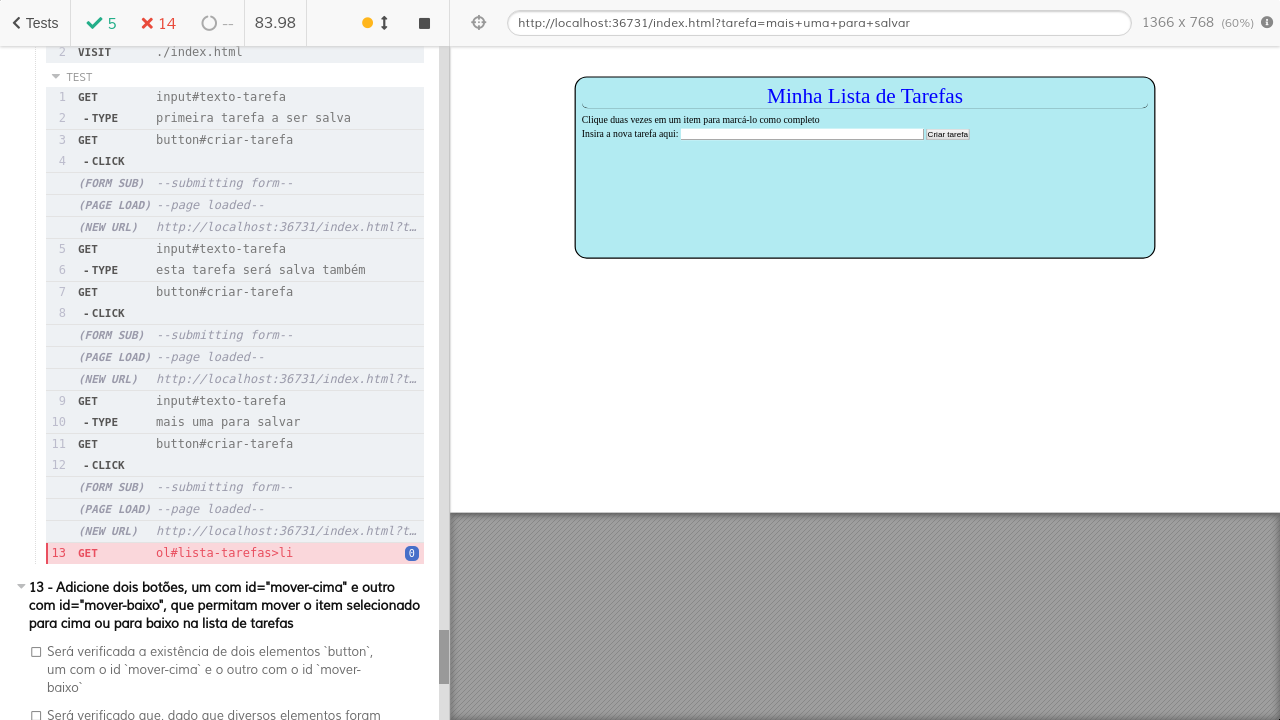 Tests
5
14
--
83.98
http://localhost:36731/index.html?tarefa=mais+uma+para+salvar
1366 x 768 (60%)
2 VISIT ./index.html
TEST
1 GET input#texto-tarefa
2 -TYPE primeira tarefa a ser salva
3 GET button#criar-tarefa
4 -CLICK
(FORM SUB) --submitting form--
(PAGE LOAD) --page loaded--
(NEW URL) http://localhost:36731/index.html?t…
5 GET input#texto-tarefa
6 -TYPE esta tarefa será salva também
7 GET button#criar-tarefa
8 -CLICK
(FORM SUB) --submitting form--
(PAGE LOAD) --page loaded--
(NEW URL) http://localhost:36731/index.html?t…
9 GET input#texto-tarefa
10 -TYPE mais uma para salvar
11 GET button#criar-tarefa
12 -CLICK
(FORM SUB) --submitting form--
(PAGE LOAD) --page loaded--
(NEW URL) http://localhost:36731/index.html?t…
13 GET ol#lista-tarefas>li 0
13 - Adicione dois botões, um com id="mover-cima" e outro
com id="mover-baixo", que permitam mover o item selecionado
para cima ou para baixo na lista de tarefas
Será verificada a existência de dois elementos `button`,
um com o id `mover-cima` e o outro com o id `mover-
baixo`
Será verificado que, dado que diversos elementos foram
Minha Lista de Tarefas
Clique duas vezes em um item para marcá-lo como completo
Insira a nova tarefa aqui: Criar tarefa